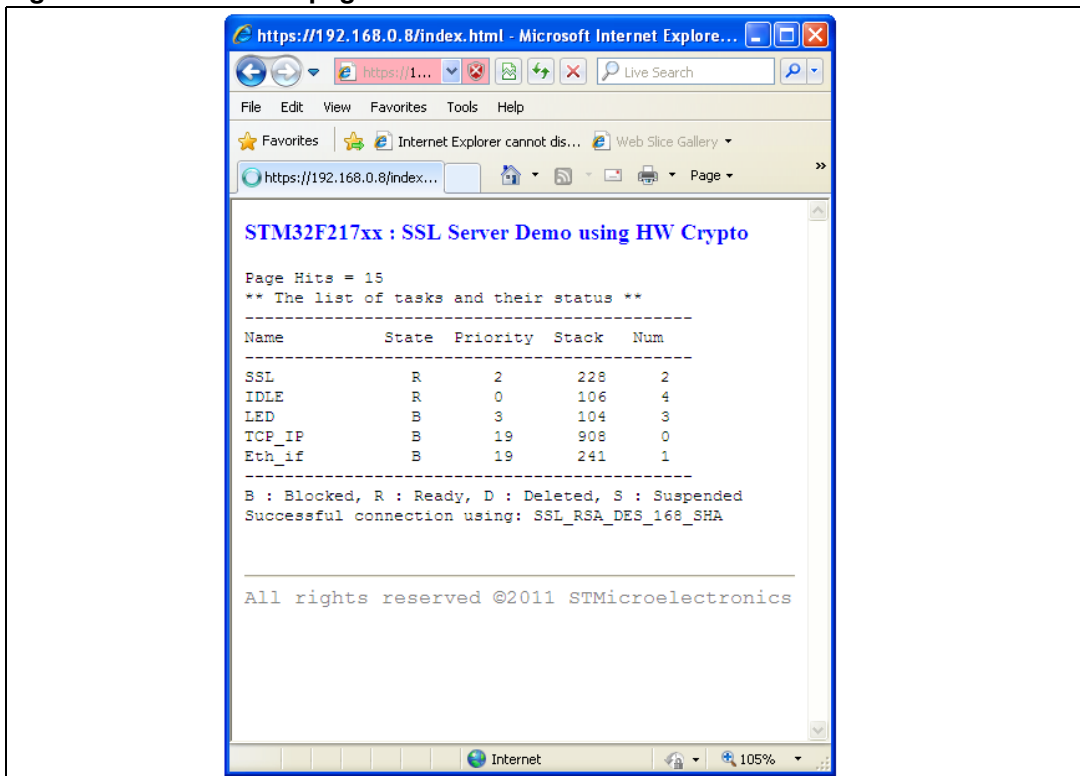 https://192.168.0.8/index.html - Microsoft Internet Explore...
https://1... Live Search
File Edit View Favorites Tools Help
Favorites Internet Explorer cannot dis... Web Slice Gallery
https://192.168.0.8/index... Page »
STM32F217xx : SSL Server Demo using HW Crypto
Page Hits = 15
** The list of tasks and their status **
---------------------------------------------
Name State Priority Stack Num
---------------------------------------------
SSL R 2 228 2
IDLE R 0 106 4
LED B 3 104 3
TCP_IP B 19 908 0
Eth_if B 19 241 1
---------------------------------------------
B : Blocked, R : Ready, D : Deleted, S : Suspended
Successful connection using: SSL_RSA_DES_168_SHA
All rights reserved ©2011 STMicroelectronics
Internet 105%